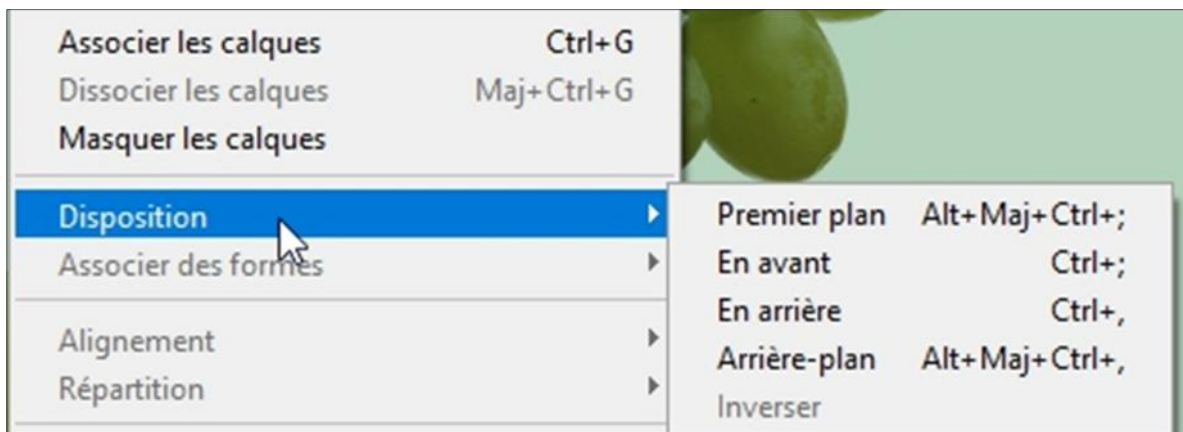 Associer les calques Ctrl+G
Dissocier les calques Maj+Ctrl+G
Masquer les calques
Disposition
Associer des formes
Alignement
Répartition
Premier plan Alt+Maj+Ctrl+;
En avant Ctrl+;
En arrière Ctrl+,
Arrière-plan Alt+Maj+Ctrl+,
Inverser